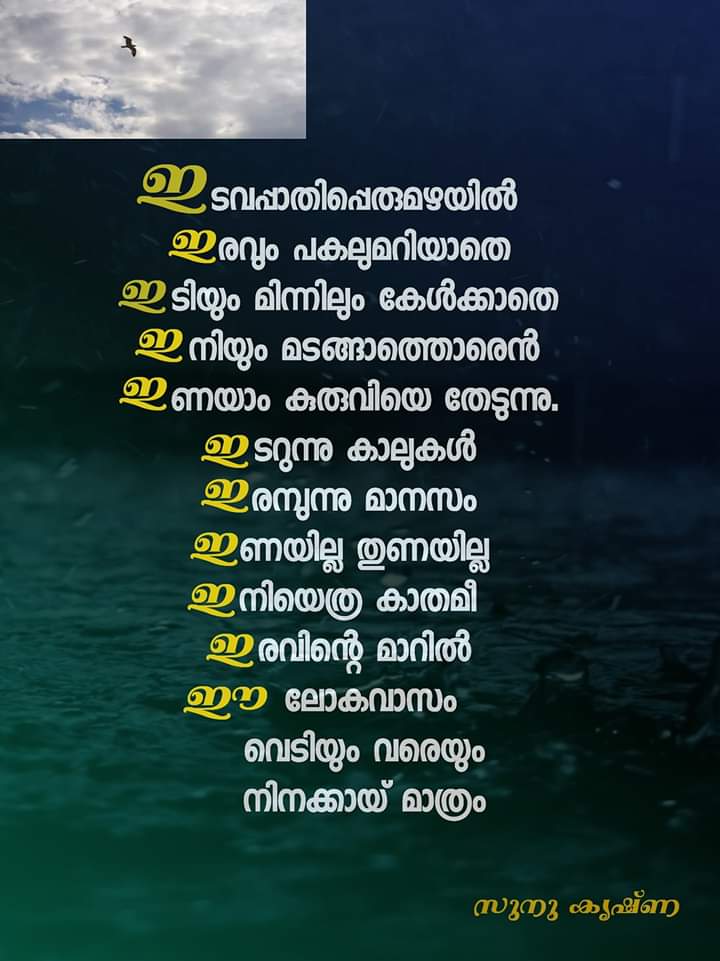 ഇടവപ്പാതിപ്പെരുമഴയിൽ
ഇരവും പകലുമറിയാതെ
ഇടിയും മിന്നിലും കേൾക്കാതെ
ഇനിയും മടങ്ങാത്തൊരെൻ
ഇണയാം കുരുവിയെ തേടുന്നു.
ഇടറുന്നു കാലുകൾ
ഇരമ്പുന്നു മാനസം
ഇണയില്ല തുണയില്ല
ഇനിയെത്ര കാതമീ
ഇരവിന്റെ മാറിൽ
ഈ ലോകവാസം
വെടിയും വരെയും
നിനക്കായ് മാത്രം
സുനു കൃഷ്ണ